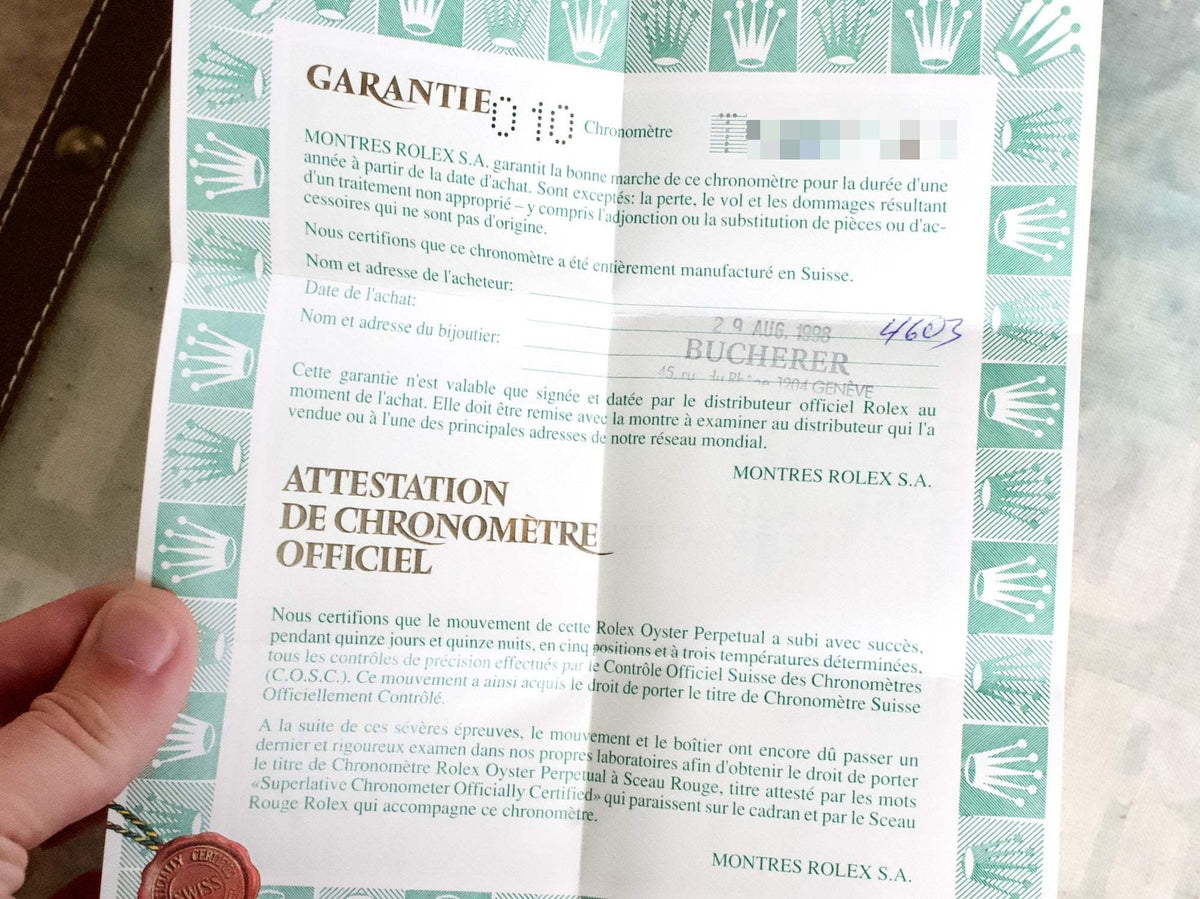 GARANTIE 010 Chronomètre
MONTRES ROLEX S.A. garantit la bonne marche de ce chronomètre pour la durée d'une
année à partir de la date d'achat. Sont exceptés: la perte, le vol et les dommages résultant
d'un traitement non approprié – y compris l'adjonction ou la substitution de pièces ou d'ac-
cessoires qui ne sont pas d'origine.
Nous certifions que ce chronomètre a été entièrement manufacturé en Suisse.
Nom et adresse de l'acheteur:
Date de l'achat:
29 AUG. 1998 4603
Nom et adresse du bijoutier:
BUCHERER
45, ru du Rhône 1204 GENÈVE
Cette garantie n'est valable que signée et datée par le distributeur officiel Rolex au
moment de l'achat. Elle doit être remise avec la montre à examiner au distributeur qui l'a
vendue ou à l'une des principales adresses de notre réseau mondial.
MONTRES ROLEX S.A.
ATTESTATION
DE CHRONOMÈTRE
OFFICIEL
Nous certifions que le mouvement de cette Rolex Oyster Perpetual a subi avec succès,
pendant quinze jours et quinze nuits, en cinq positions et à trois températures déterminées,
tous les contrôles de précision effectués par le Contrôle Officiel Suisse des Chronomètres
(C.O.S.C.). Ce mouvement a ainsi acquis le droit de porter le titre de Chronomètre Suisse
Officiellement Contrôlé.
A la suite de ces sévères épreuves, le mouvement et le boîtier ont encore dû passer un
dernier et rigoureux examen dans nos propres laboratoires afin d'obtenir le droit de porter
le titre de Chronomètre Rolex Oyster Perpetual à Sceau Rouge, titre attesté par les mots
«Superlative Chronometer Officially Certified» qui paraissent sur le cadran et par le Sceau
Rouge Rolex qui accompagne ce chronomètre.
MONTRES ROLEX S.A.
SWISS